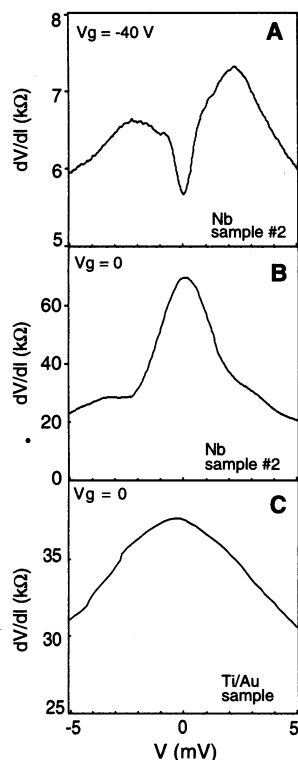 8
Vg = -40 V
A
7
dV/dI (kΩ)
6
Nb
sample #2
5
Vg = 0
B
60
dV/dI (kΩ)
40
20
Nb
sample #2
0
Vg = 0
C
35
dV/dI (kΩ)
30
Ti/Au
sample
25
-5 0 5
V (mV)